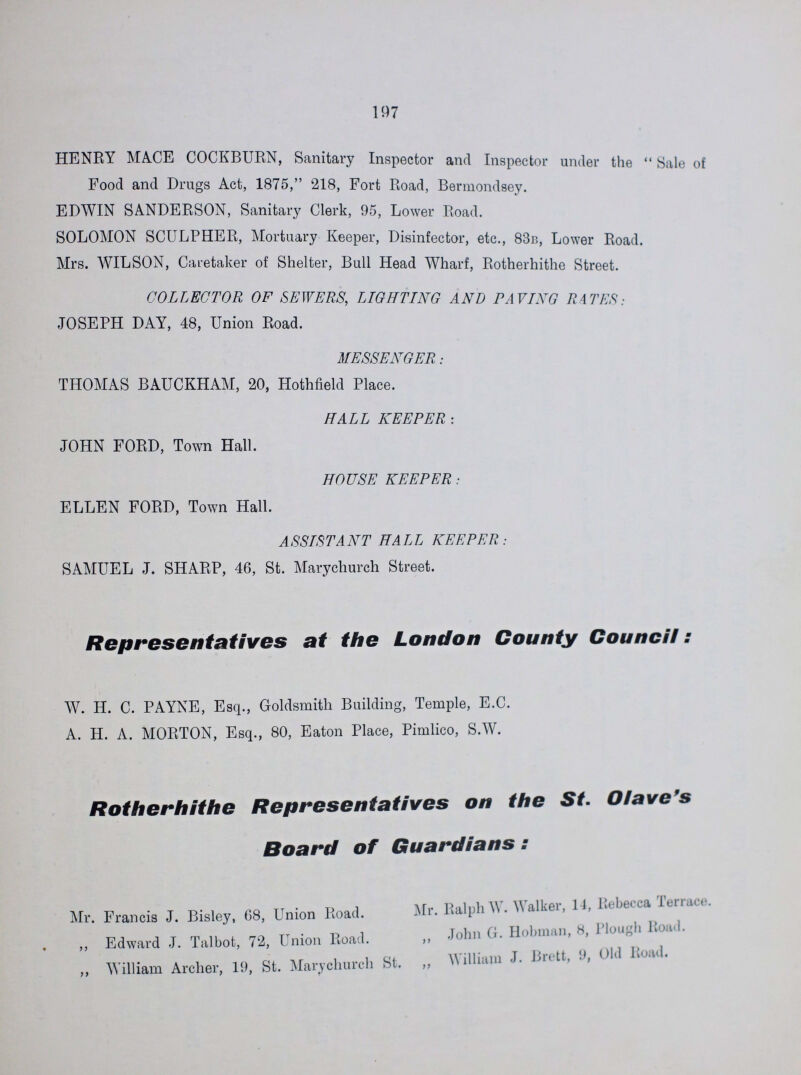 197
HENRY MACE COCKBURN, Sanitary Inspector and Inspector under the “Sale of
Food and Drugs Act, 1875,” 218, Fort Road, Bermondsey.
EDWIN SANDERSON, Sanitary Clerk, 95, Lower Road.
SOLOMON SCULPHER, Mortuary Keeper, Disinfector, etc., 83B, Lower Road.
Mrs. WILSON, Caretaker of Shelter, Bull Head Wharf, Rotherhithe Street.
COLLECTOR OF SEWERS, LIGHTING AND PAVING RATES:
JOSEPH DAY, 48, Union Road.
MESSENGER:
THOMAS BAUCKHAM, 20, Hothfield Place.
HALL KEEPER:
JOHN FORD, Town Hall.
HOUSE KEEPER:
ELLEN FORD, Town Hall.
ASSISTANT HALL KEEPER:
SAMUEL J. SHARP, 46, St. Marychurch Street.
Representatives at the London County Council:
W. H. C. PAYNE, Esq., Goldsmith Building, Temple, E.C.
A. H. A. MORTON, Esq., 80, Eaton Place, Pimlico, S.W.
Rotherhithe Representatives on the St. Olave’s
Board of Guardians:
Mr. Francis J. Bisley, 68, Union Road. Mr. Ralph W. Walker, 14, Rebecca Terrace.
„ Edward J. Talbot, 72, Union Road. „ John G. Hobman, 8, Plough Road.
„ William Archer, 19, St. Marychurch St. „ William J. Brett, 9, Old Road.